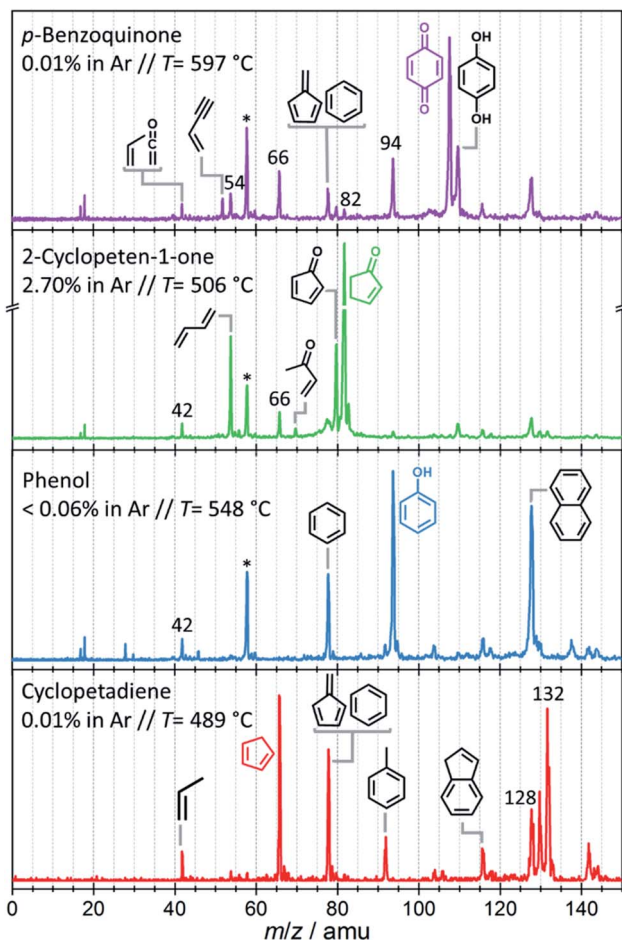 p-Benzoquinone
0.01% in Ar // T= 597 °C
O
O
OH
OH
O
C
*
54
66
82
94
2-Cyclopeten-1-one
2.70% in Ar // T= 506 °C
O
O
O
42
*
66
Phenol
< 0.06% in Ar // T= 548 °C
OH
42
*
Cyclopetadiene
0.01% in Ar // T= 489 °C
132
128
0 20 40 60 80 100 120 140
m/z / amu